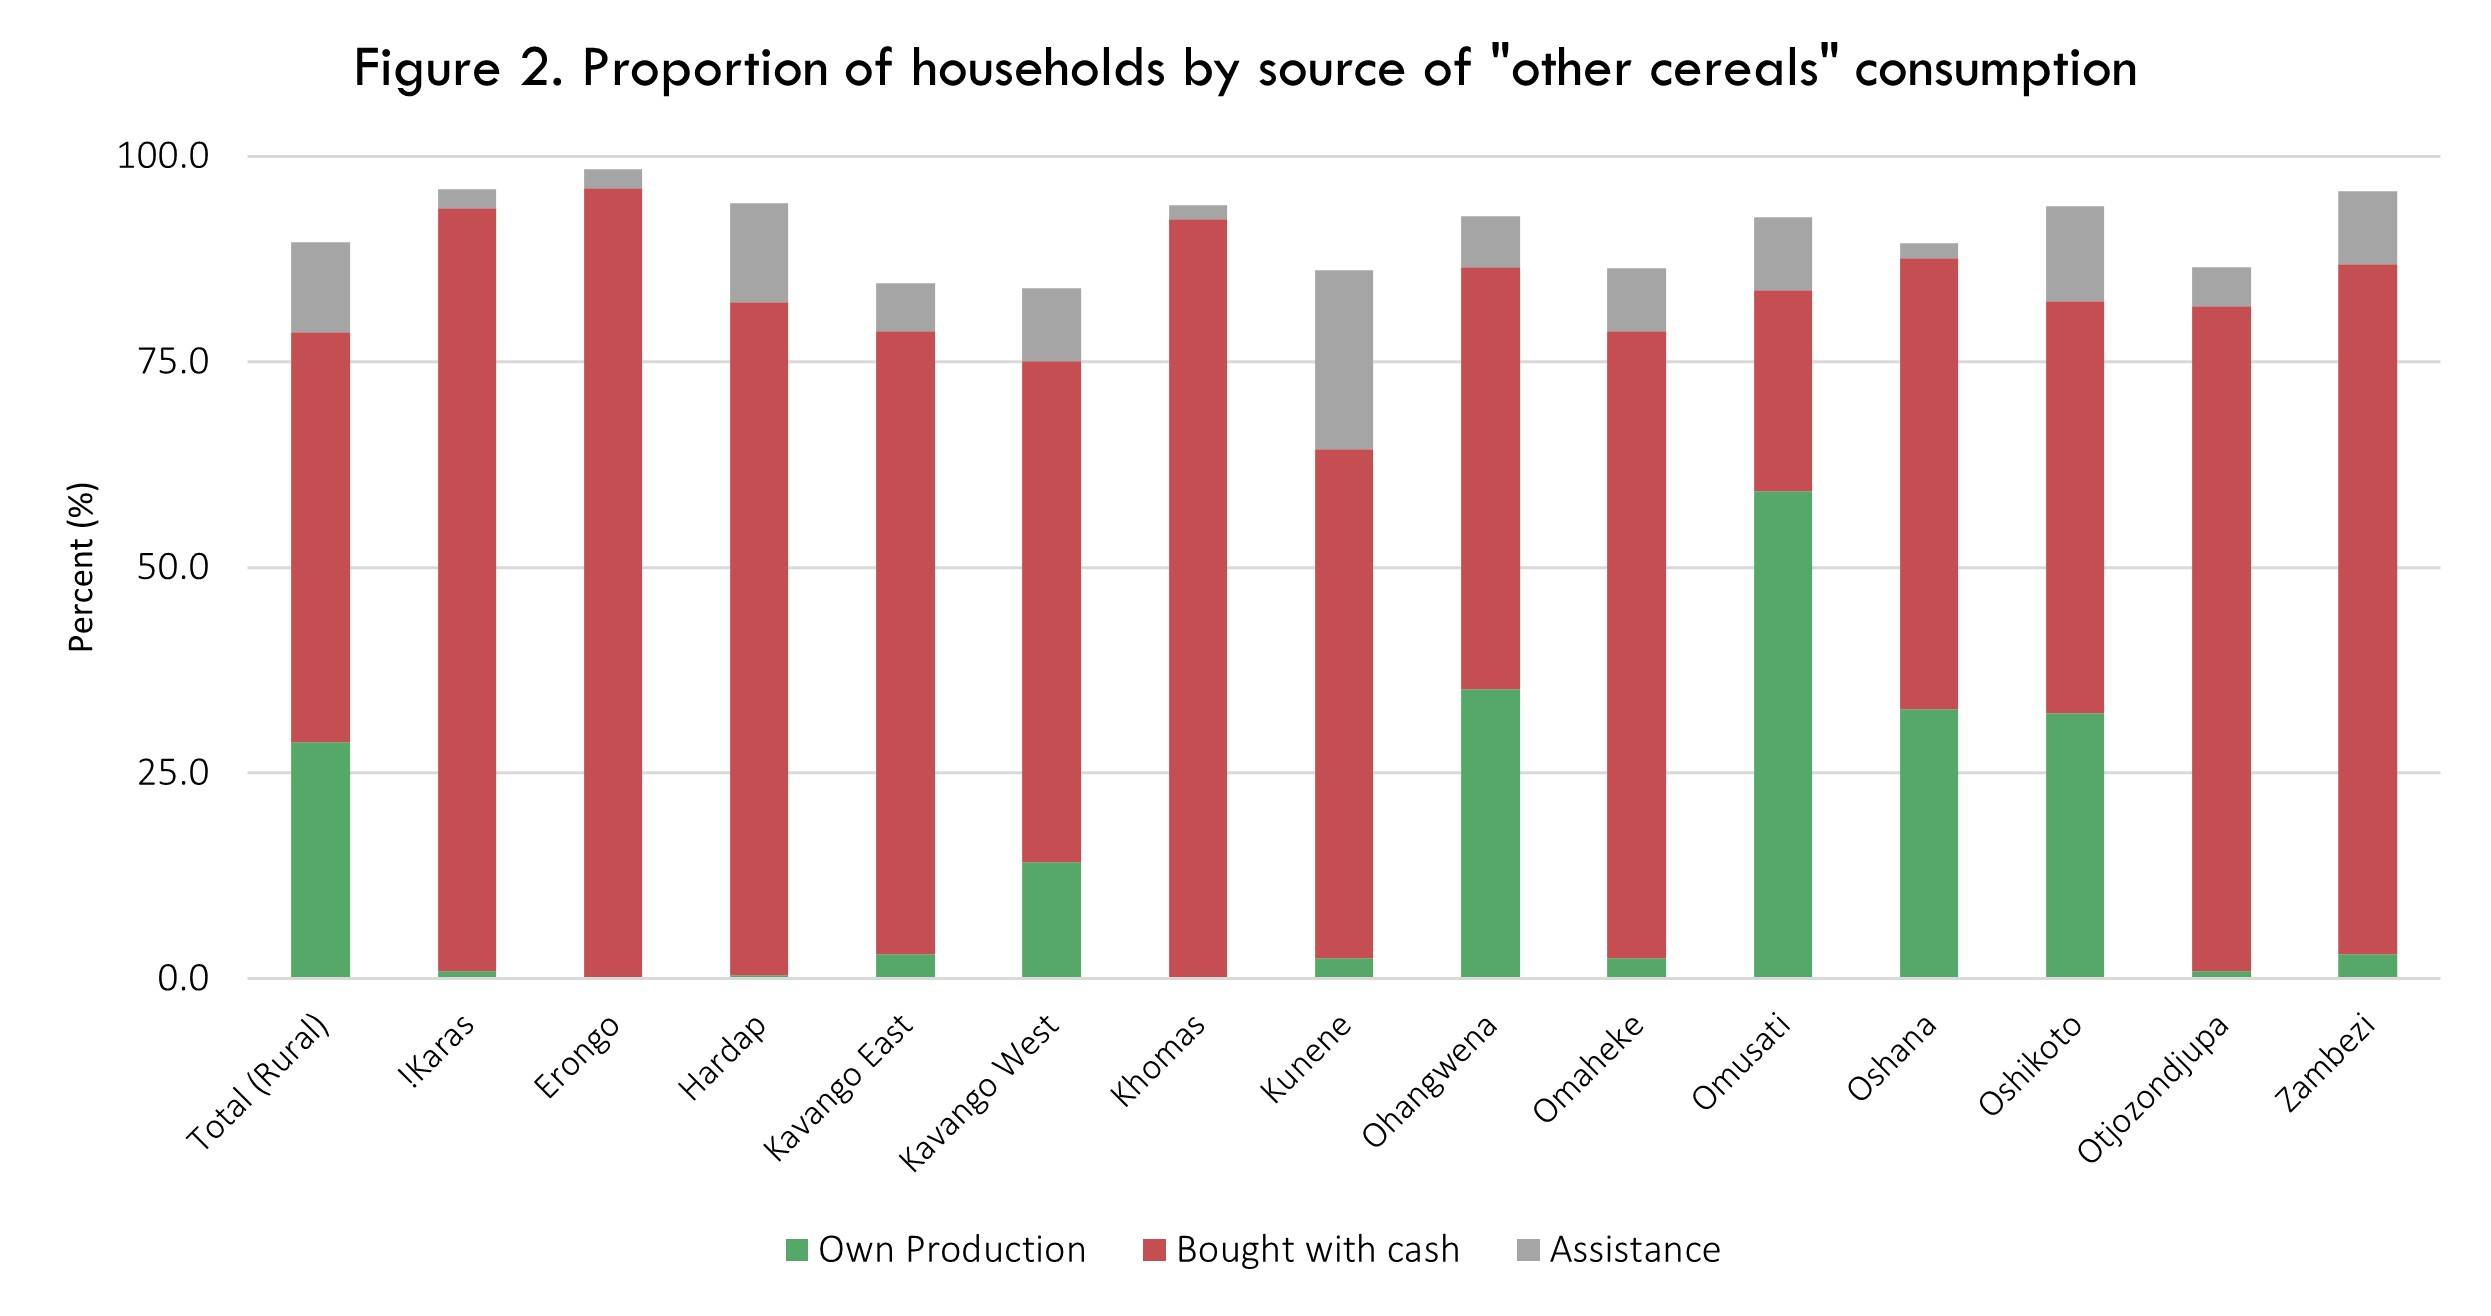 Figure 2. Proportion of households by source of "other cereals" consumption
100.0
75.0
50.0
25.0
0.0
Percent (%)
Total (Rural)
!Karas
Erongo
Hardap
Kavango East
Kavango West
Khomas
Kunene
Ohangwena
Omaheke
Omusati
Oshana
Oshikoto
Otjozondjupa
Zambezi
Own Production
Bought with cash
Assistance